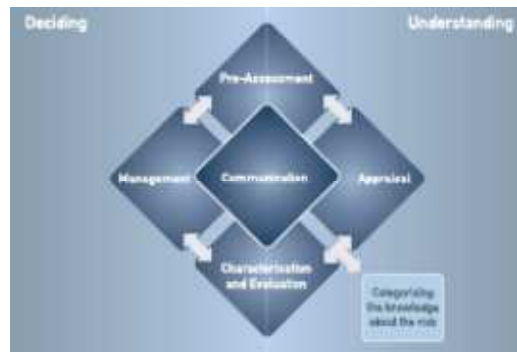 Deciding
Understanding
Pre-Assessment
Management
Communication
Appraisal
Characterisation
and Evaluation
Categorising
the knowledge
about the risk